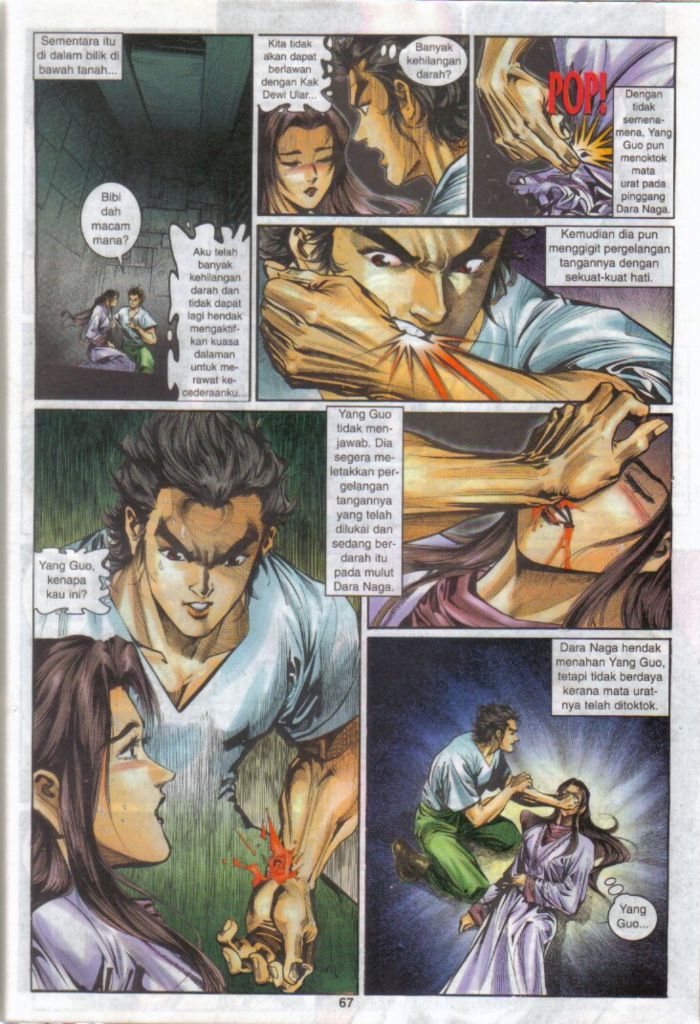 Sementara itu
di dalam bilik di
bawah tanah...
Bibi
dah
macam
mana?
Aku telah
banyak
kehilangan
darah dan
tidak dapat
lagi hendak
mengaktif-
kan kuasa
dalaman
untuk me-
rawat ke-
cederaanku...
Kita tidak
akan dapat
berlawan
dengan Kak
Dewi Ular...
Banyak
kehilangan
darah?
POP!
Dengan
tidak
semena-
mena, Yang
Guo pun
menoktok
mata
urat pada
pinggang
Dara Naga.
Kemudian dia pun
menggigit pergelangan
tangannya dengan
sekuat-kuat hati.
Yang Guo, 
kenapa
kau ini?
Yang Guo
tidak men-
jawab. Dia
segera me-
letakkan per-
gelangan
tangannya
yang telah
dilukai dan
sedang ber-
darah itu
pada mulut
Dara Naga.
Dara Naga hendak
menahan Yang Guo,
tetapi tidak berdaya
kerana mata urat-
nya telah ditoktok.
Yang
Guo...
67